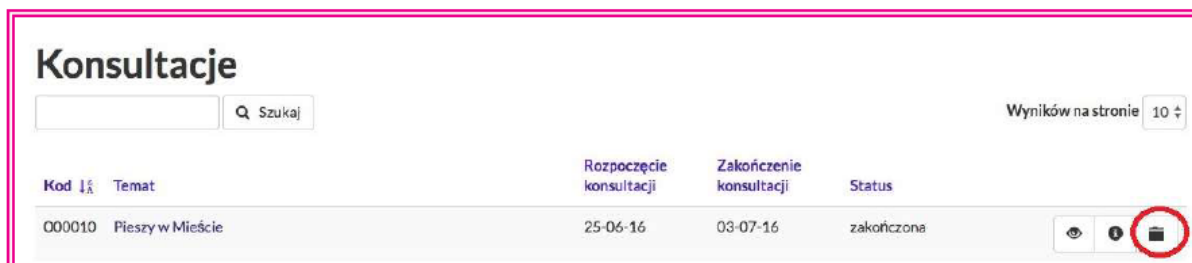 Konsultacje
Szukaj
Wyników na stronie 10
Rozpoczęcie konsultacji
Zakończenie konsultacji
Kod Temat Status
O00010 Pieszy w Mieście 25-06-16 03-07-16 zakończona